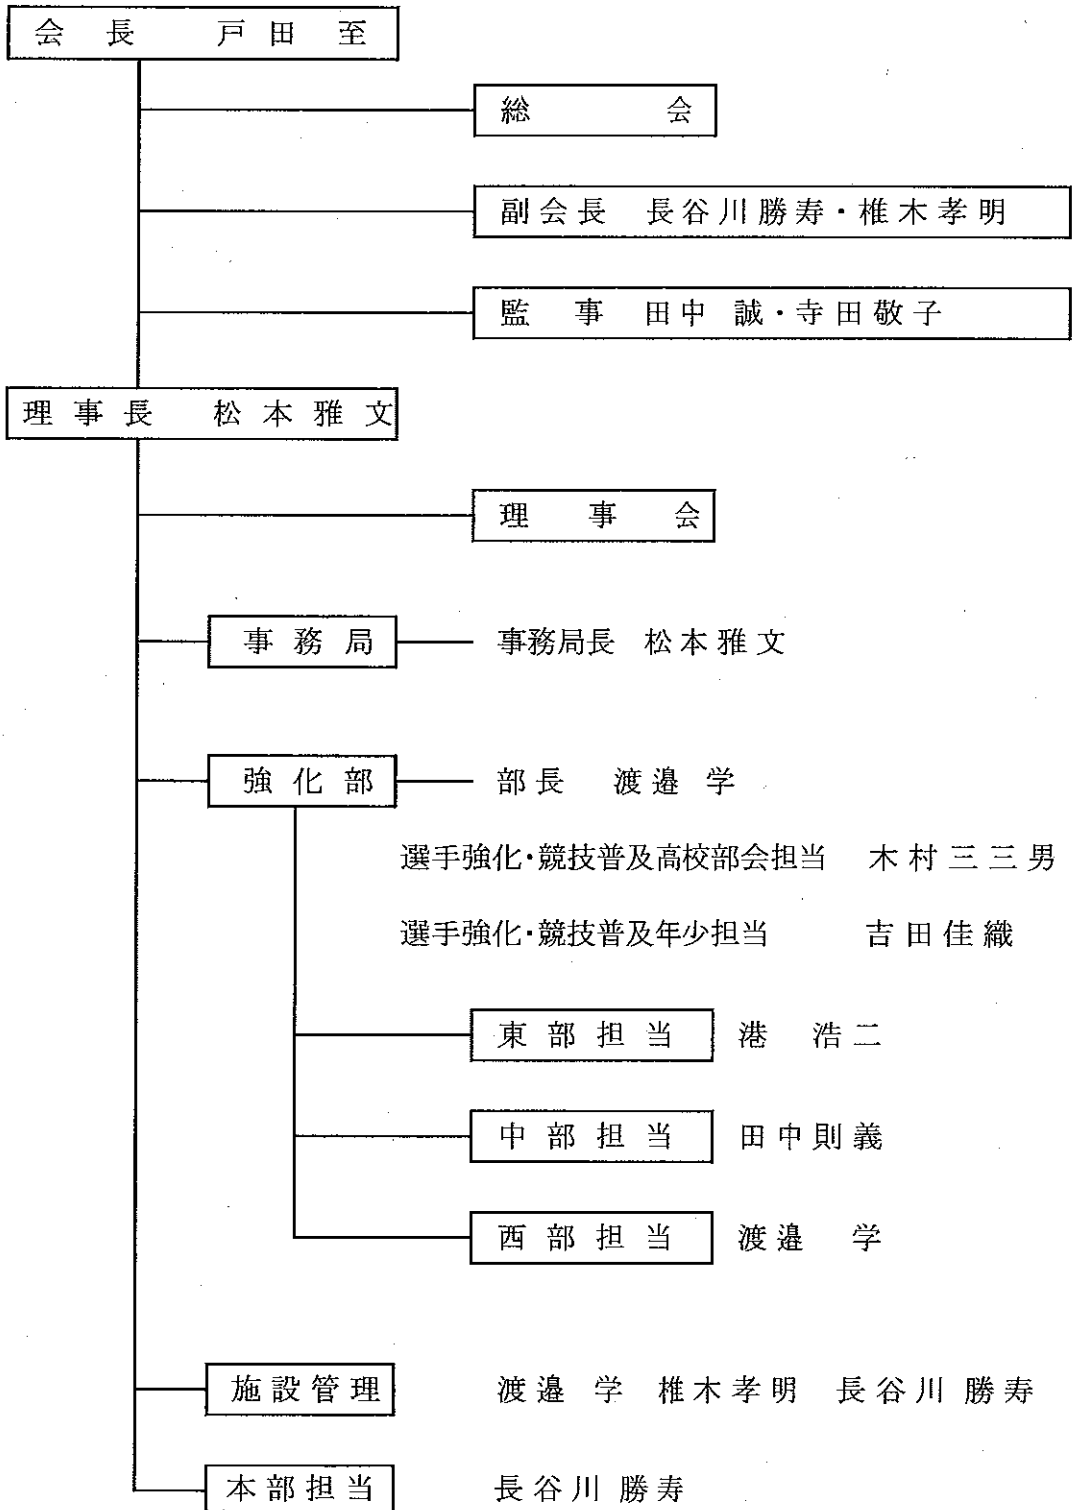 会長 戸田至
総会
副会長 長谷川勝寿・椎木孝明
監事 田中 誠・寺田敬子
理事長 松本雅文
理事会
事務局 事務局長 松本雅文
強化部 部長 渡邉 学
選手強化・競技普及高校部会担当 木村三三男
選手強化・競技普及年少担当 吉田佳織
東部担当 港 浩二
中部担当 田中則義
西部担当 渡邉 学
施設管理 渡邉 学 椎木孝明 長谷川 勝寿
本部担当 長谷川 勝寿